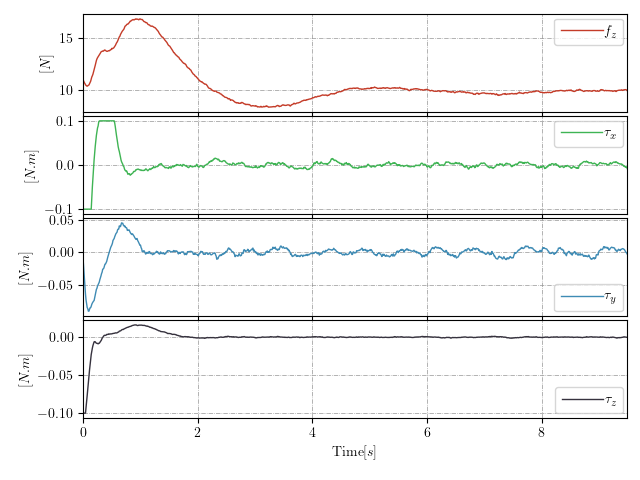 15
10
[N]
f_z
0.1
0.0
−0.1
[N.m]
τ_x
0.05
0.00
−0.05
[N.m]
τ_y
0.00
−0.05
−0.10
[N.m]
τ_z
0 2 4 6 8
Time[s]